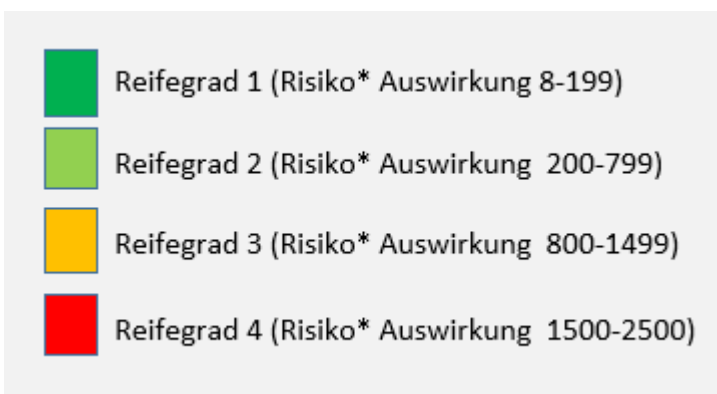 Reifegrad 1 (Risiko* Auswirkung 8-199)
Reifegrad 2 (Risiko* Auswirkung  200-799)
Reifegrad 3 (Risiko* Auswirkung  800-1499)
Reifegrad 4 (Risiko* Auswirkung  1500-2500)